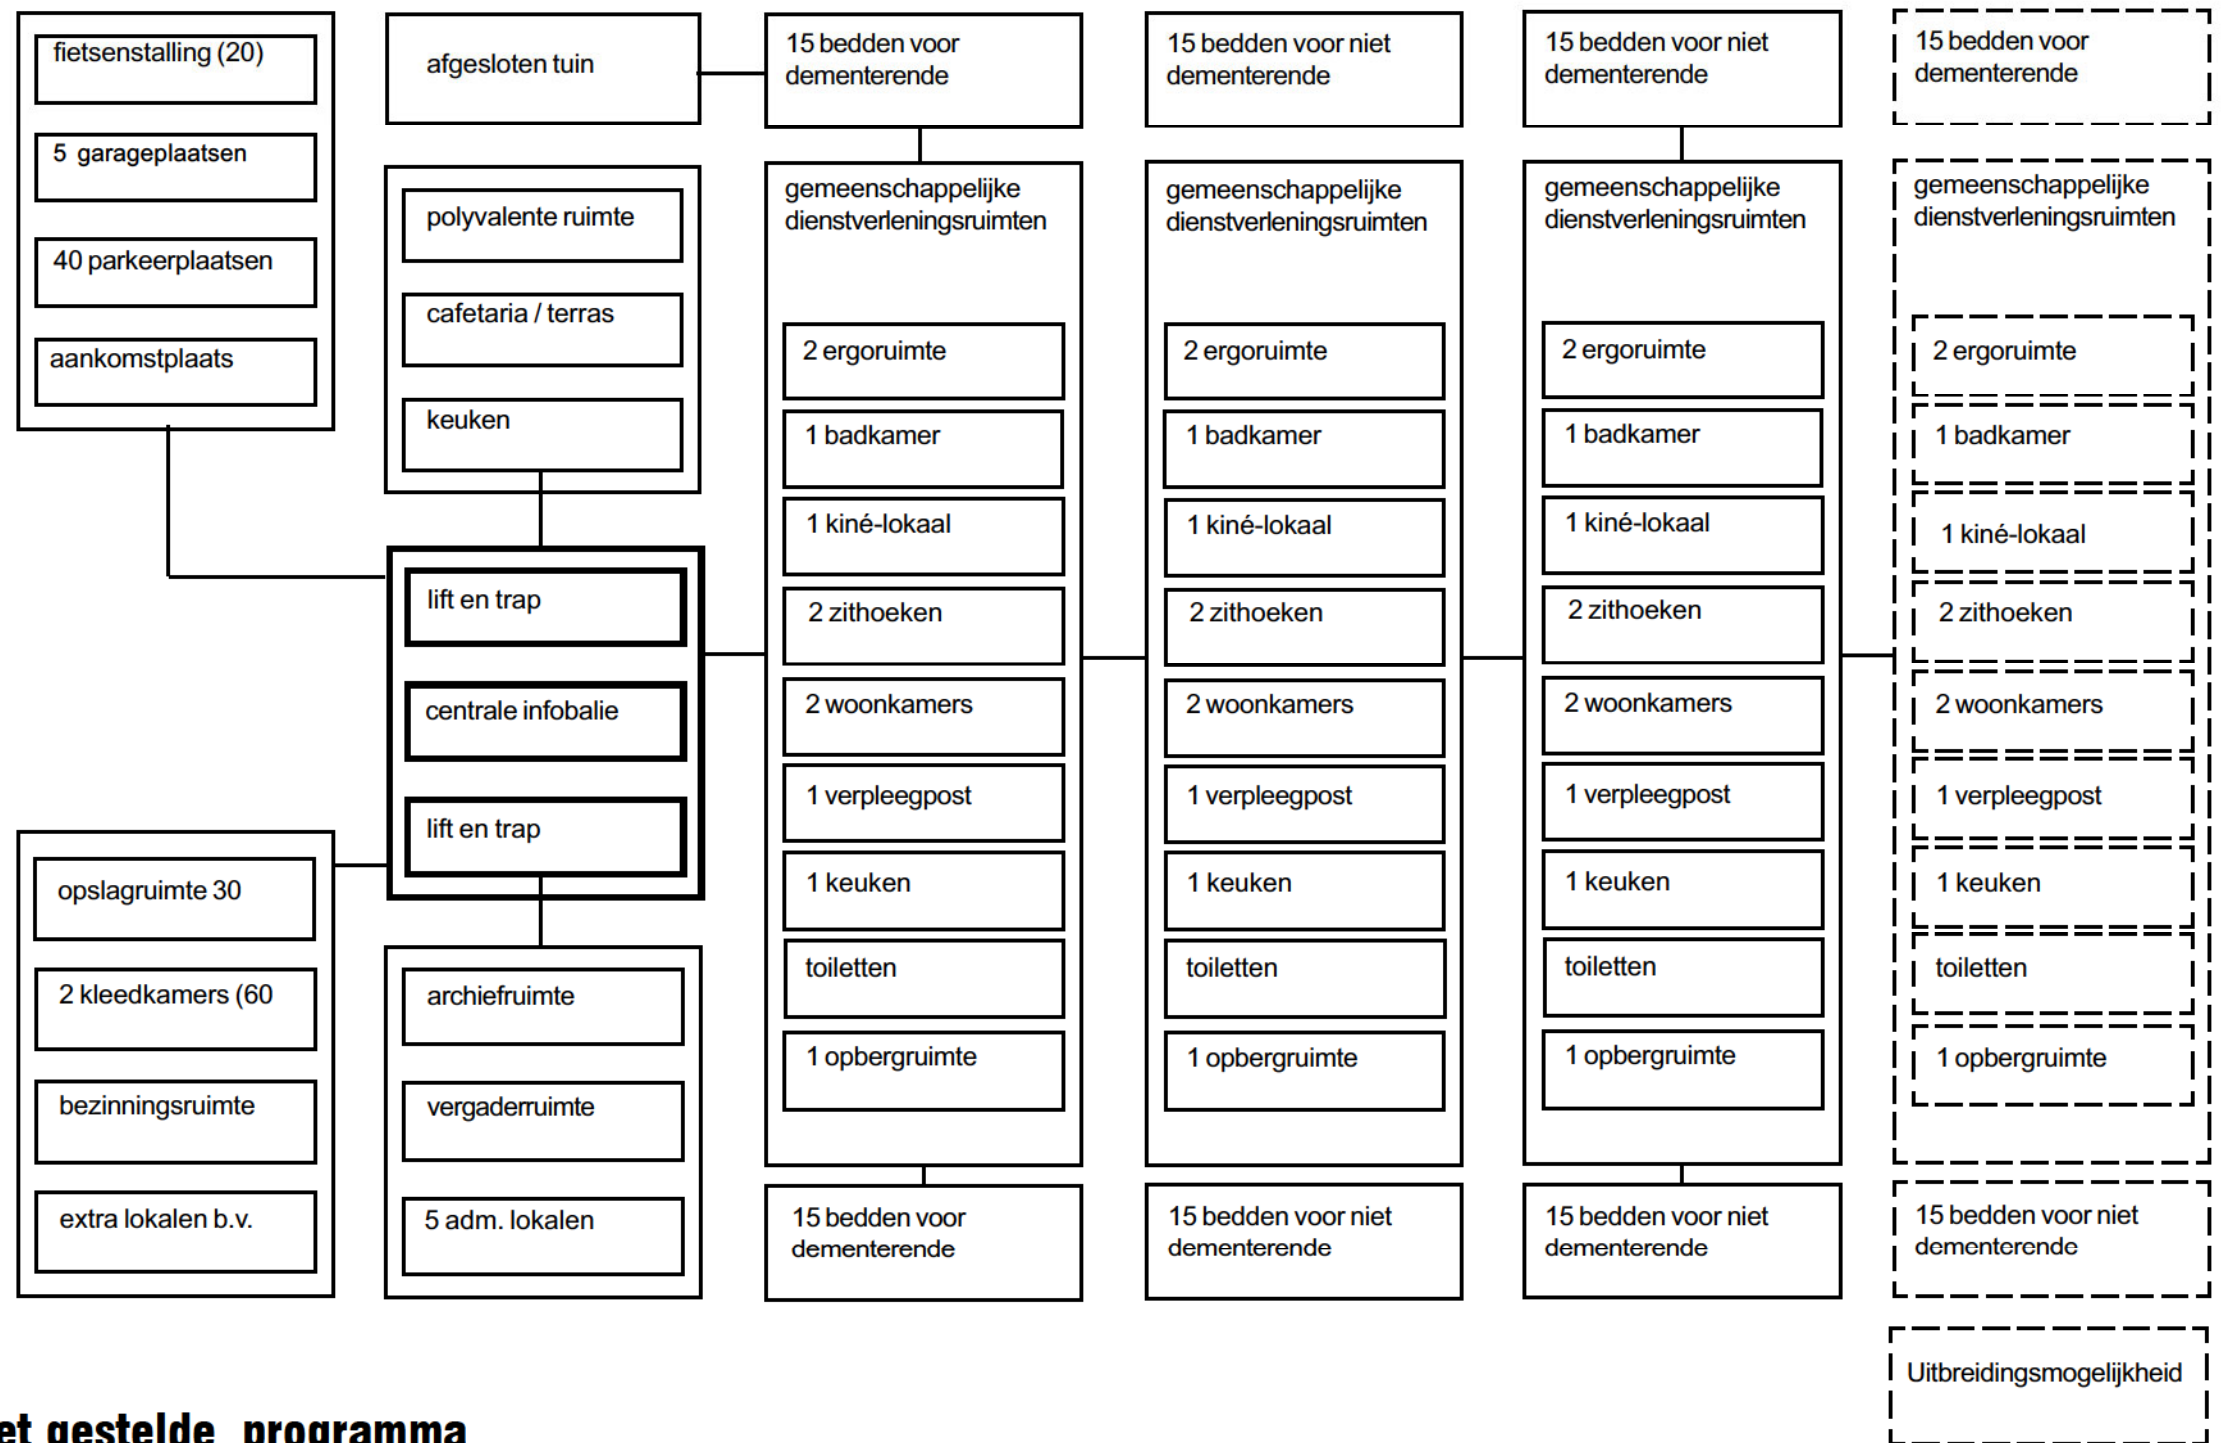 fietsenstalling (20)
5 garageplaatsen
40 parkeerplaatsen
aankomstplaats
opslagruimte 30
2 kleedkamers (60
bezinningsruimte
extra lokalen b.v.
afgesloten tuin
polyvalente ruimte
cafetaria / terras
keuken
lift en trap
centrale infobalie
lift en trap
archiefruimte
vergaderruimte
5 adm. lokalen
15 bedden voor
dementerende
gemeenschappelijke
dienstverleningsruimten
2 ergoruimte
1 badkamer
1 kiné-lokaal
2 zithoeken
2 woonkamers
1 verpleegpost
1 keuken
toiletten
1 opbergruimte
15 bedden voor
dementerende
15 bedden voor niet
dementerende
gemeenschappelijke
dienstverleningsruimten
2 ergoruimte
1 badkamer
1 kiné-lokaal
2 zithoeken
2 woonkamers
1 verpleegpost
1 keuken
toiletten
1 opbergruimte
15 bedden voor niet
dementerende
15 bedden voor niet
dementerende
gemeenschappelijke
dienstverleningsruimten
2 ergoruimte
1 badkamer
1 kiné-lokaal
2 zithoeken
2 woonkamers
1 verpleegpost
1 keuken
toiletten
1 opbergruimte
15 bedden voor niet
dementerende
15 bedden voor
dementerende
gemeenschappelijke
dienstverleningsruimten
2 ergoruimte
1 badkamer
1 kiné-lokaal
2 zithoeken
2 woonkamers
1 verpleegpost
1 keuken
toiletten
1 opbergruimte
15 bedden voor niet
dementerende
Uitbreidingsmogelijkheid
et gestelde programma